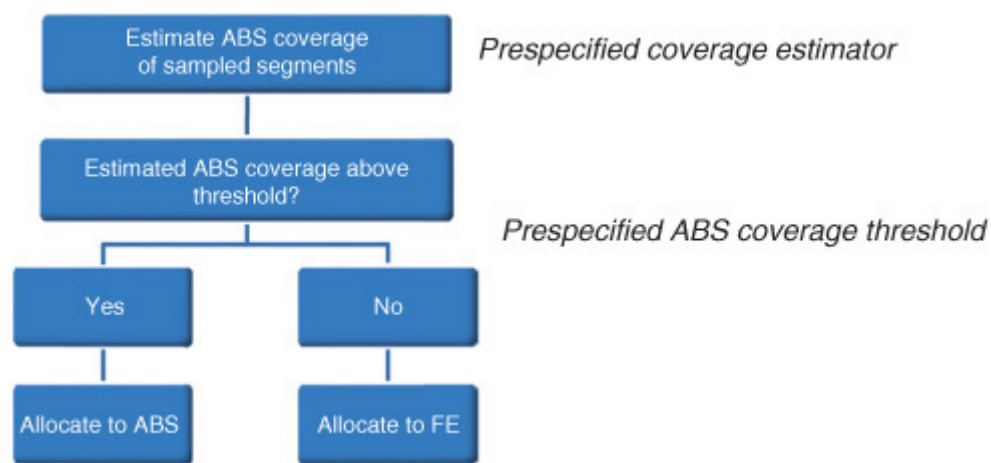 Estimate ABS coverage
of sampled segments
Prespecified coverage estimator
Estimated ABS coverage above
threshold?
Prespecified ABS coverage threshold
Yes
No
Allocate to ABS
Allocate to FE